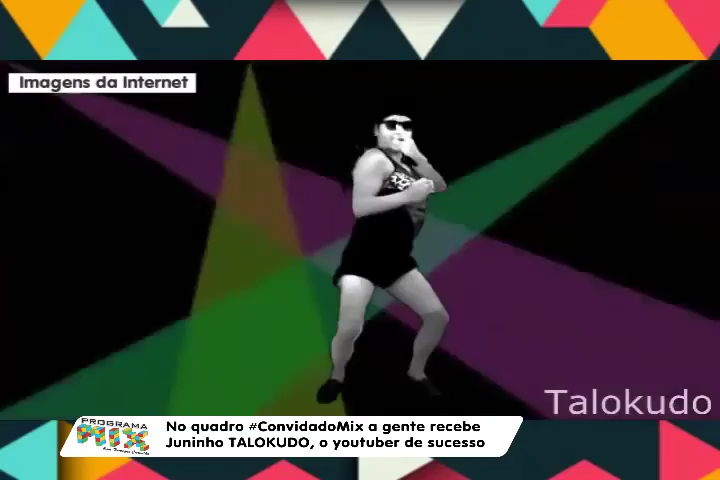 Imagens da Internet
Talokudo
PROGRAMA
MIX
No quadro #ConvidadoMix a gente recebe
Juninho TALOKUDO, o youtuber de sucesso